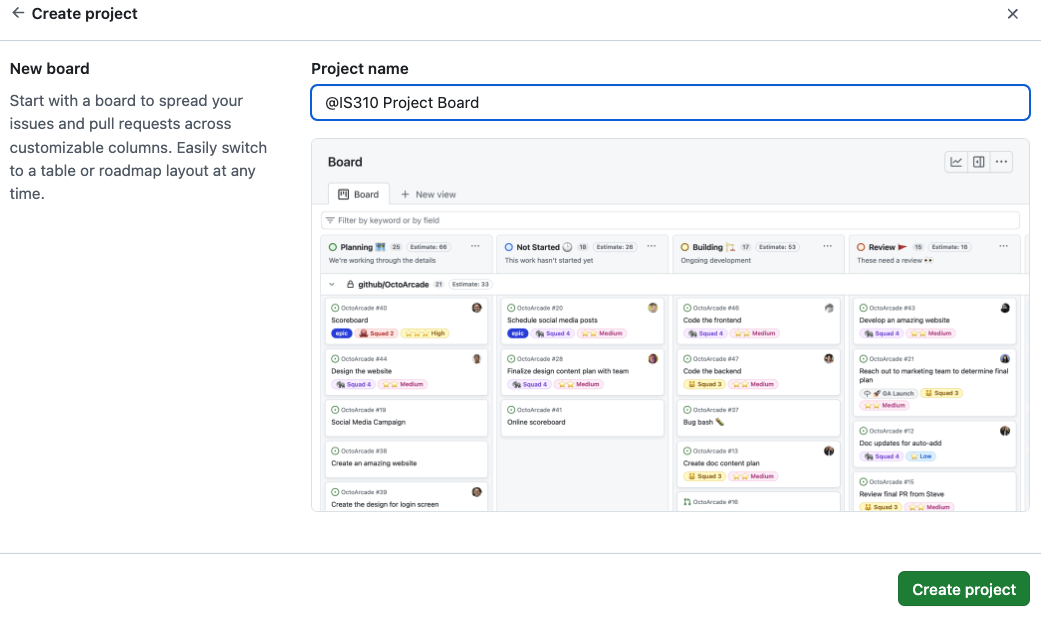 Create project
New board
Start with a board to spread your
issues and pull requests across
customizable columns. Easily switch
to a table or roadmap layout at any
time.
Project name
@IS310 Project Board
Board
Board
New view
Filter by keyword or by field
Planning 25 Estimate: 66
We're working through the details
Not Started 18 Estimate: 26
This work hasn't started yet
Building 17 Estimate: 53
Ongoing development
Review 15 Estimate: 18
These need a review
github/OctoArcade 21 Estimate: 33
OctoArcade #40
Scoreboard
epic Squad 2 High
OctoArcade #44
Design the website
Squad 4 Medium
OctoArcade #19
Social Media Campaign
OctoArcade #38
Create an amazing website
OctoArcade #39
Create the design for login screen
OctoArcade #20
Schedule social media posts
epic Squad 4 Medium
OctoArcade #28
Finalize design content plan with team
Squad 4 Medium
OctoArcade #41
Online scoreboard
OctoArcade #46
Code the frontend
Squad 4 Medium
OctoArcade #47
Code the backend
Squad 3 Medium
OctoArcade #37
Bug bash
OctoArcade #13
Create doc content plan
Squad 3 Medium
OctoArcade #16
OctoArcade #43
Develop an amazing website
Squad 4 Medium
OctoArcade #21
Reach out to marketing team to determine final
plan
GA Launch Squad 3
Medium
OctoArcade #12
Doc updates for auto-add
Squad 4 Low
OctoArcade #15
Review final PR from Steve
Squad 3 Medium
Create project